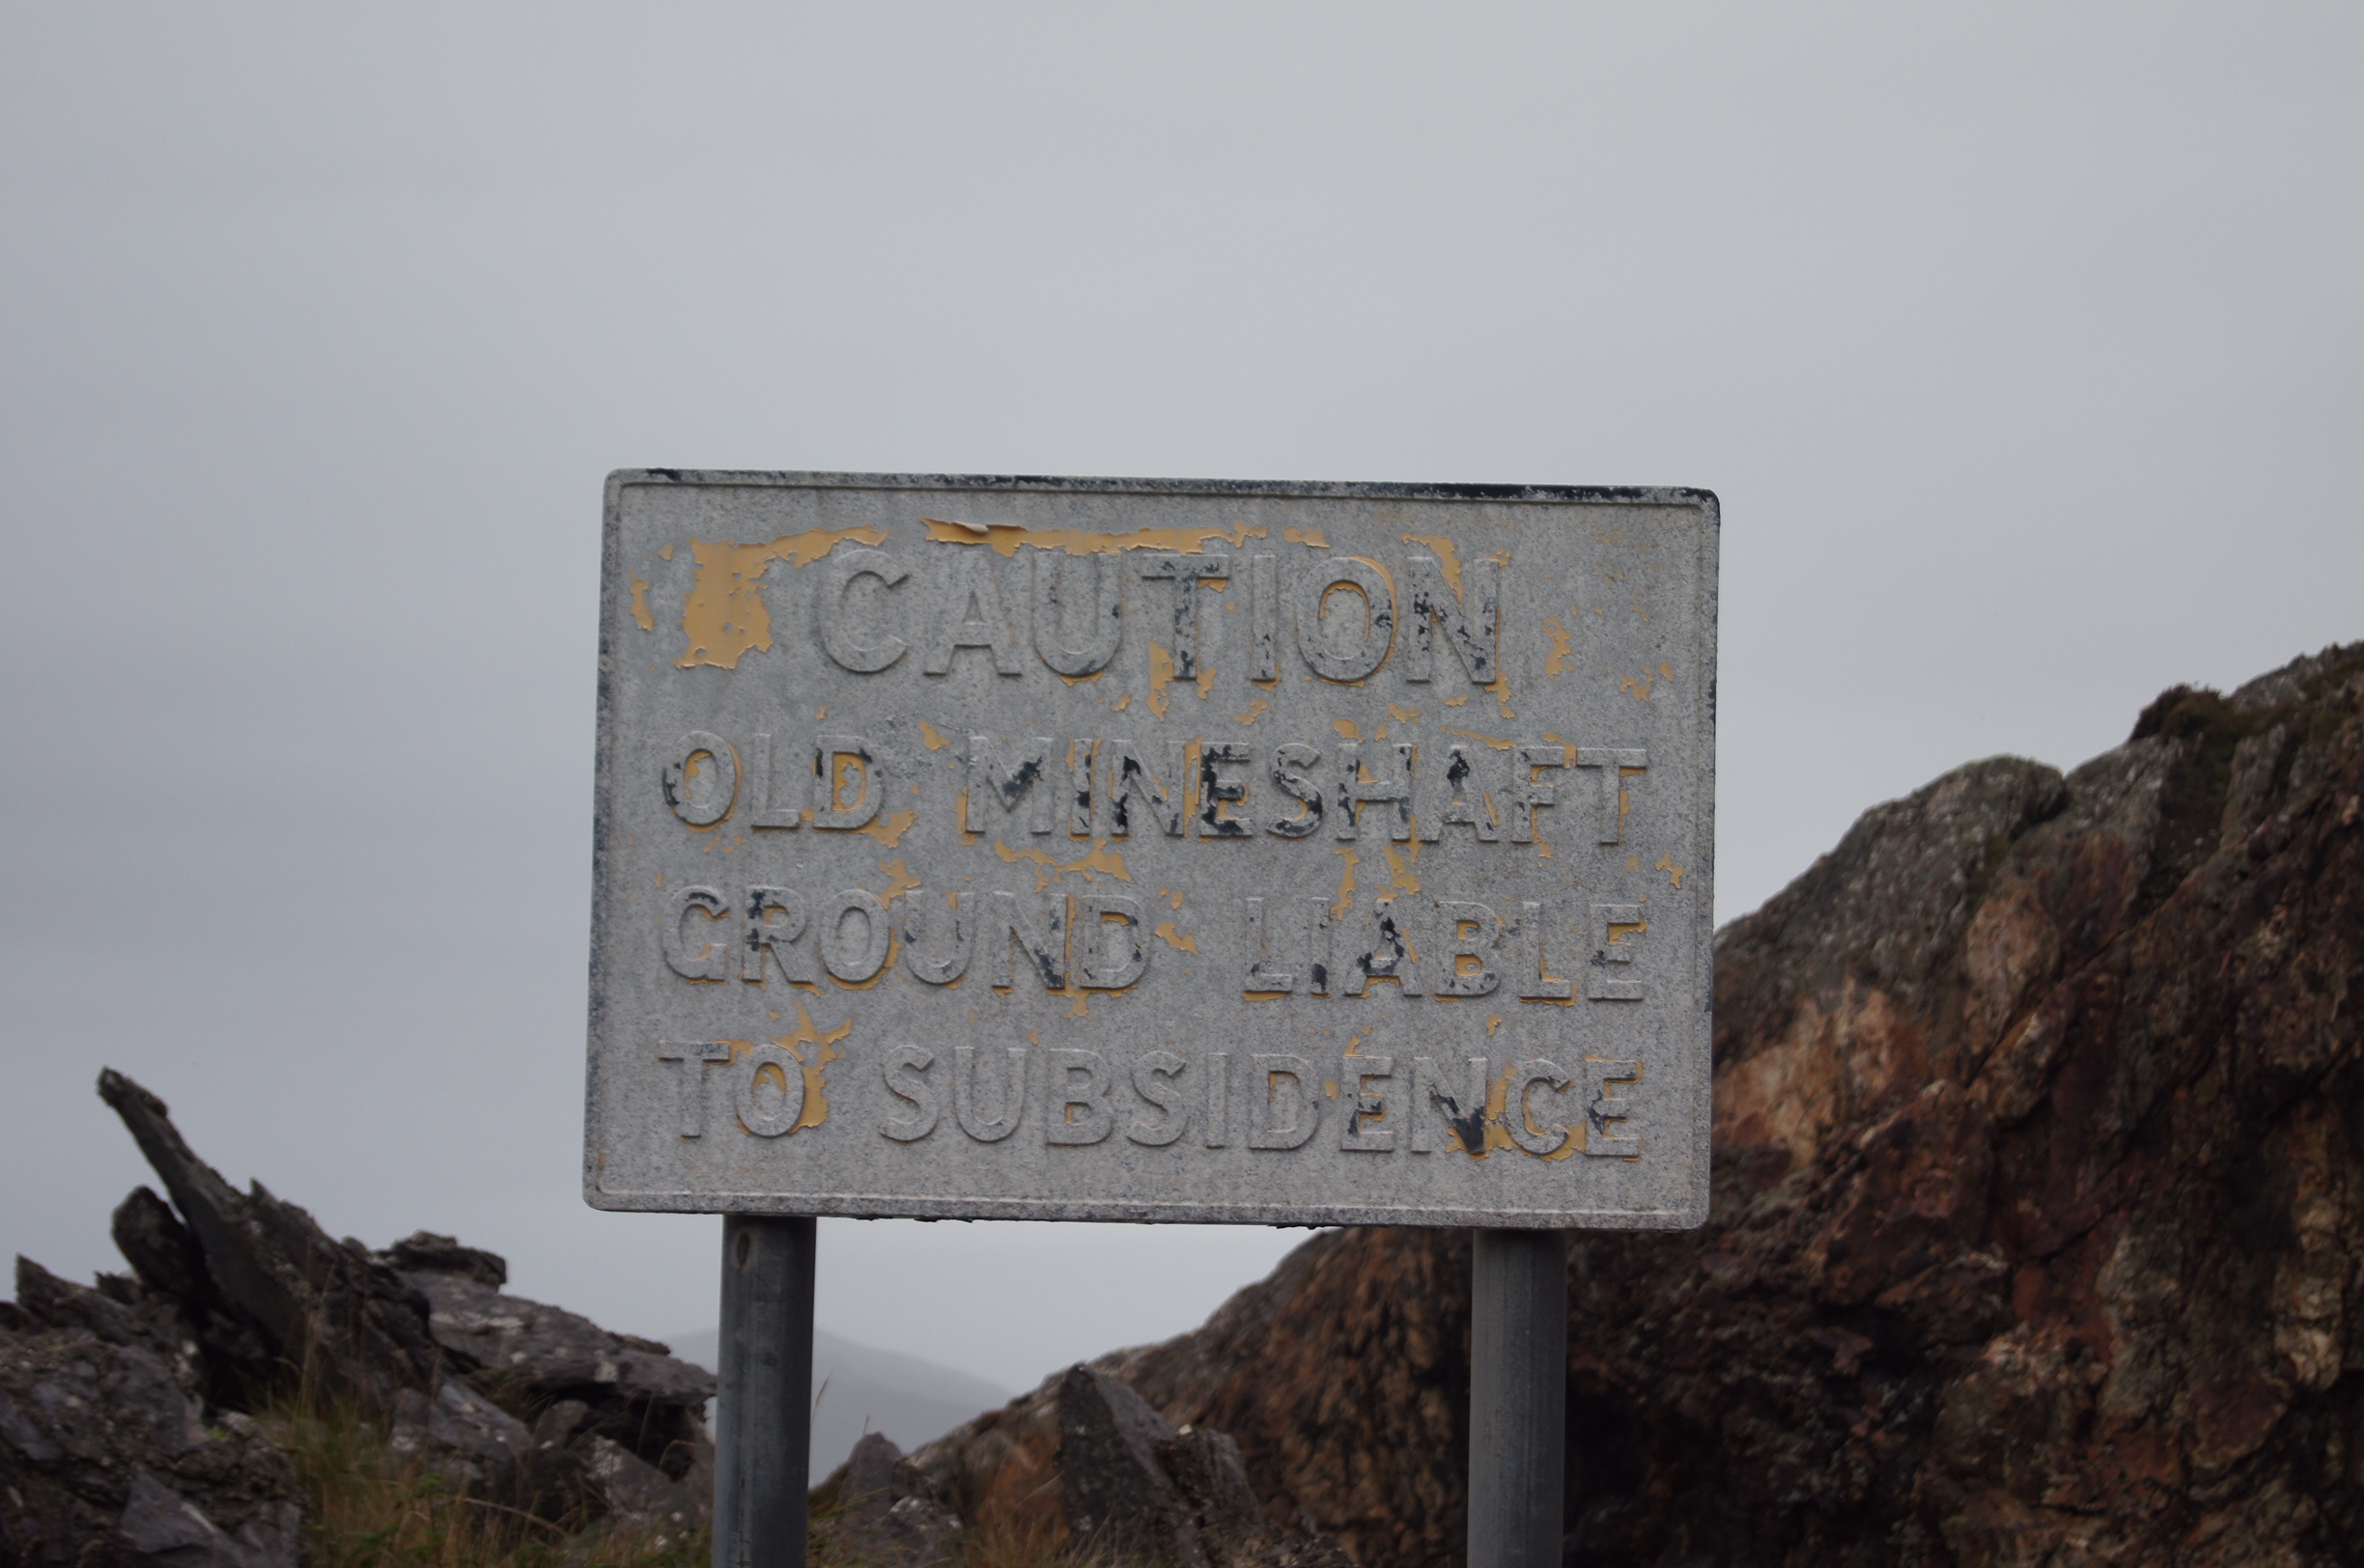 CAUTION
OLD MINESHAFT
GROUND LIABLE
TO SUBSIDENCE